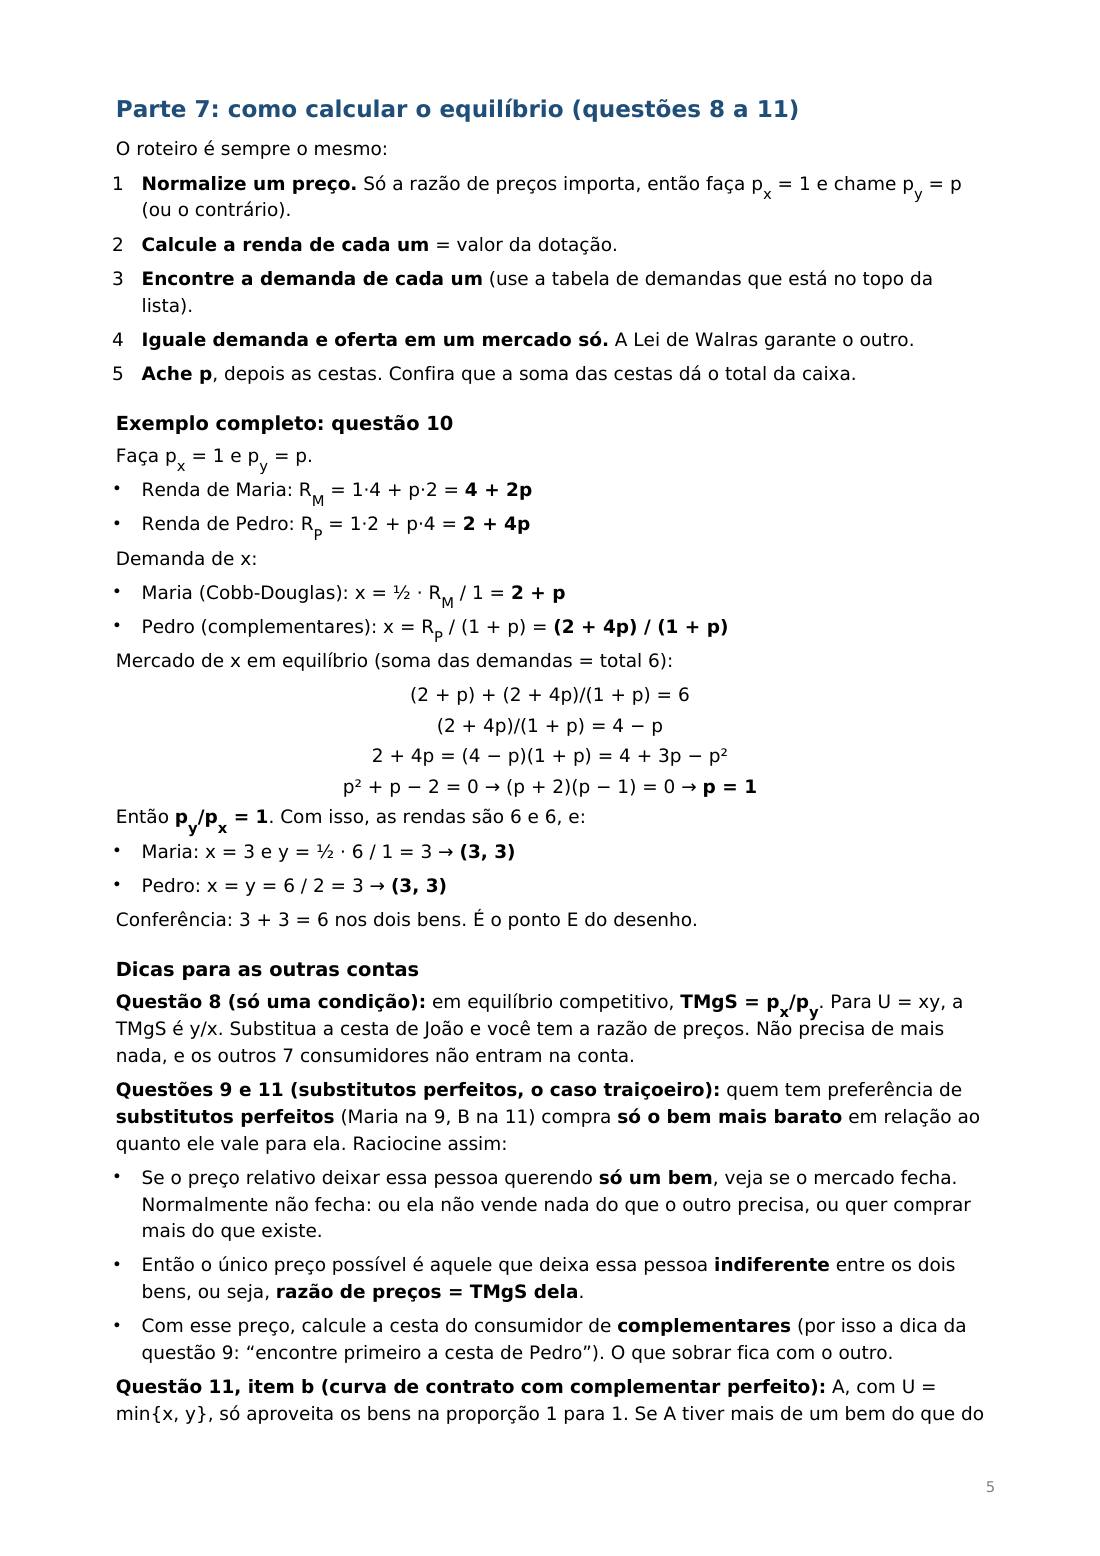 Parte 7: como calcular o equilíbrio (questões 8 a 11)
O roteiro é sempre o mesmo:
1 Normalize um preço. Só a razão de preços importa, então faça px = 1 e chame py = p
(ou o contrário).
2 Calcule a renda de cada um = valor da dotação.
3 Encontre a demanda de cada um (use a tabela de demandas que está no topo da
lista).
4 Iguale demanda e oferta em um mercado só. A Lei de Walras garante o outro.
5 Ache p, depois as cestas. Confira que a soma das cestas dá o total da caixa.
Exemplo completo: questão 10
Faça px = 1 e py = p.
• Renda de Maria: RM = 1·4 + p·2 = 4 + 2p
• Renda de Pedro: RP = 1·2 + p·4 = 2 + 4p
Demanda de x:
• Maria (Cobb-Douglas): x = ½ · RM / 1 = 2 + p
• Pedro (complementares): x = RP / (1 + p) = (2 + 4p) / (1 + p)
Mercado de x em equilíbrio (soma das demandas = total 6):
(2 + p) + (2 + 4p)/(1 + p) = 6
(2 + 4p)/(1 + p) = 4 − p
2 + 4p = (4 − p)(1 + p) = 4 + 3p − p²
p² + p − 2 = 0 → (p + 2)(p − 1) = 0 → p = 1
Então py/px = 1. Com isso, as rendas são 6 e 6, e:
• Maria: x = 3 e y = ½ · 6 / 1 = 3 → (3, 3)
• Pedro: x = y = 6 / 2 = 3 → (3, 3)
Conferência: 3 + 3 = 6 nos dois bens. É o ponto E do desenho.
Dicas para as outras contas
Questão 8 (só uma condição): em equilíbrio competitivo, TMgS = px/py. Para U = xy, a
TMgS é y/x. Substitua a cesta de João e você tem a razão de preços. Não precisa de mais
nada, e os outros 7 consumidores não entram na conta.
Questões 9 e 11 (substitutos perfeitos, o caso traiçoeiro): quem tem preferência de
substitutos perfeitos (Maria na 9, B na 11) compra só o bem mais barato em relação ao
quanto ele vale para ela. Raciocine assim:
• Se o preço relativo deixar essa pessoa querendo só um bem, veja se o mercado fecha.
Normalmente não fecha: ou ela não vende nada do que o outro precisa, ou quer comprar
mais do que existe.
• Então o único preço possível é aquele que deixa essa pessoa indiferente entre os dois
bens, ou seja, razão de preços = TMgS dela.
• Com esse preço, calcule a cesta do consumidor de complementares (por isso a dica da
questão 9: “encontre primeiro a cesta de Pedro”). O que sobrar fica com o outro.
Questão 11, item b (curva de contrato com complementar perfeito): A, com U =
min{x, y}, só aproveita os bens na proporção 1 para 1. Se A tiver mais de um bem do que do
5